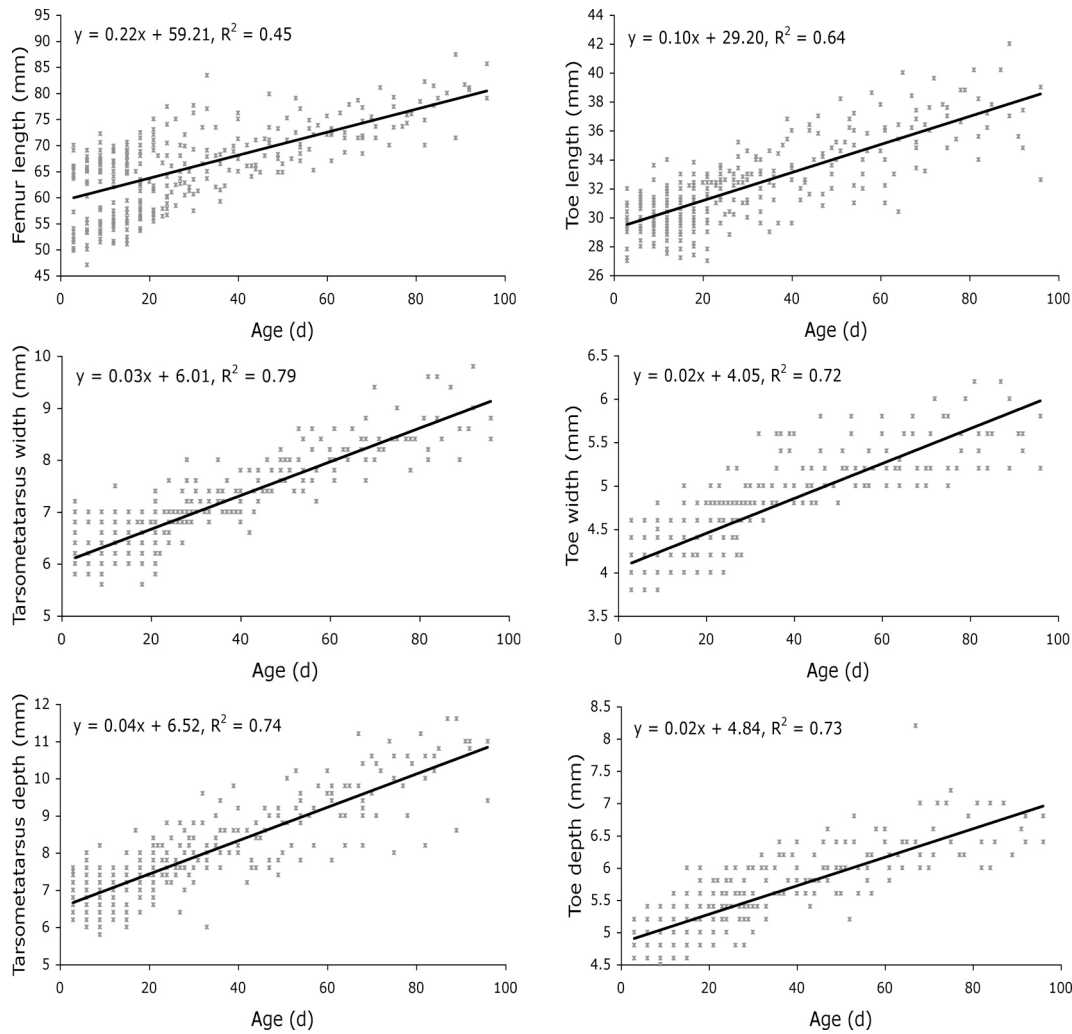 y = 0.22x + 59.21, R² = 0.45
Femur length (mm)
95
90
85
80
75
70
65
60
55
50
45
0 20 40 60 80 100
Age (d)
y = 0.10x + 29.20, R² = 0.64
Toe length (mm)
44
42
40
38
36
34
32
30
28
26
0 20 40 60 80 100
Age (d)
y = 0.03x + 6.01, R² = 0.79
Tarsometatarsus width (mm)
10
9
8
7
6
5
0 20 40 60 80 100
Age (d)
y = 0.02x + 4.05, R² = 0.72
Toe width (mm)
6.5
6
5.5
5
4.5
4
3.5
0 20 40 60 80 100
Age (d)
y = 0.04x + 6.52, R² = 0.74
Tarsometatarsus depth (mm)
12
11
10
9
8
7
6
5
0 20 40 60 80 100
Age (d)
y = 0.02x + 4.84, R² = 0.73
Toe depth (mm)
8.5
8
7.5
7
6.5
6
5.5
5
4.5
0 20 40 60 80 100
Age (d)